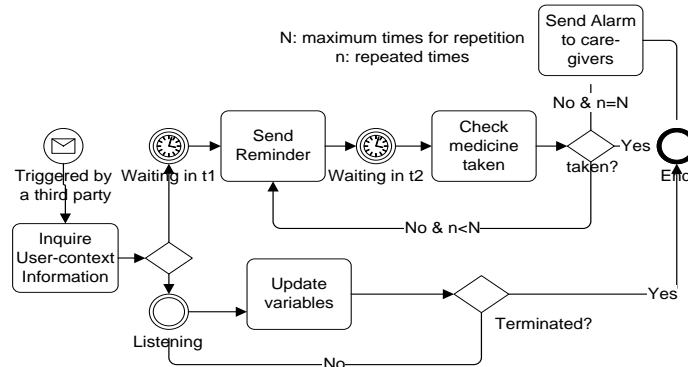 N: maximum times for repetition
n: repeated times
Send Alarm
to care-
givers
No & n=N
Send
Reminder
Check
medicine
taken
Yes
taken?
Triggered by
a third party
Waiting in t1
Waiting in t2
End
No & n<N
Inquire
User-context
Information
Update
variables
Yes
Terminated?
Listening
No